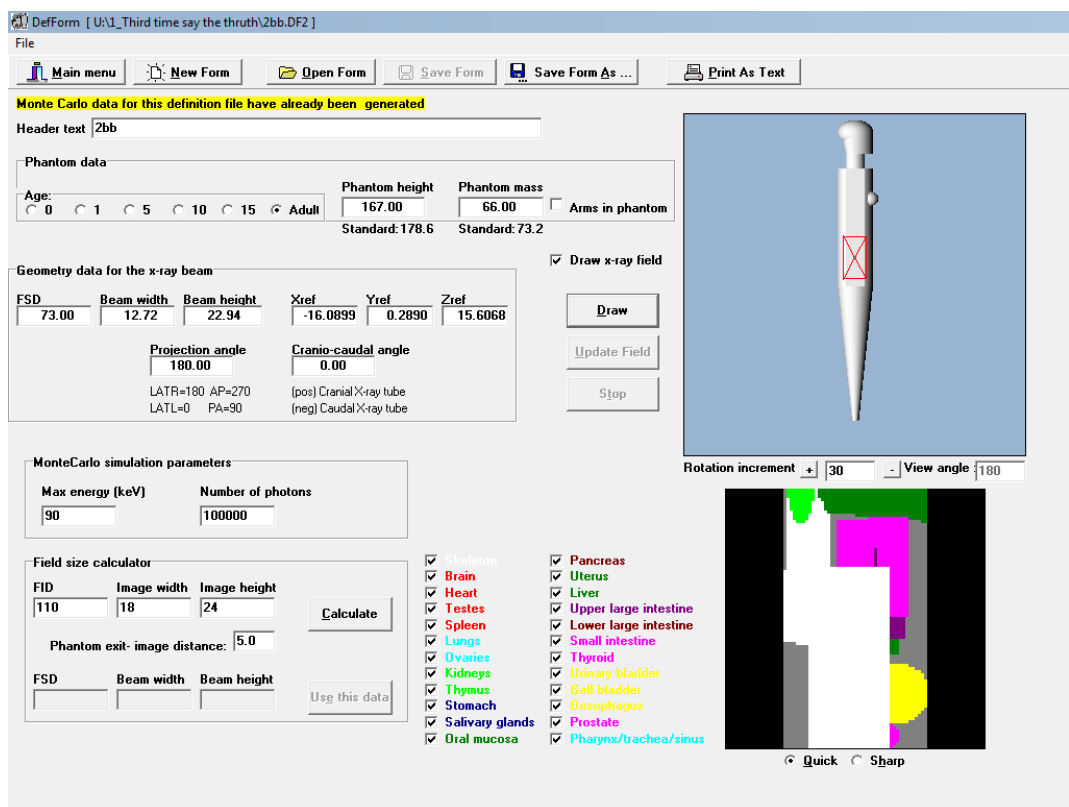 DefForm [ U:\1_Third time say the thruth\2bb.DF2 ]
File
Main menu New Form Open Form Save Form Save Form As ... Print As Text
Monte Carlo data for this definition file have already been generated
Header text 2bb
Phantom data
Age:
0 1 5 10 15 Adult
Phantom height Phantom mass
167.00 66.00 Arms in phantom
Standard: 178.6 Standard: 73.2
Draw x-ray field
Geometry data for the x-ray beam
FSD Beam width Beam height Xref Yref Zref
73.00 12.72 22.94 -16.0899 0.2890 15.6068
Projection angle Cranio-caudal angle
180.00 0.00
LATR=180 AP=270 (pos) Cranial X-ray tube
LATL=0 PA=90 (neg) Caudal X-ray tube
Draw
Update Field
Stop
Rotation increment + 30 - View angle : 180
MonteCarlo simulation parameters
Max energy (keV) Number of photons
90 100000
Field size calculator
FID Image width Image height
110 18 24
Calculate
Phantom exit- image distance: 5.0
FSD Beam width Beam height
Use this data
Skeleton Pancreas
Brain Uterus
Heart Liver
Testes Upper large intestine
Spleen Lower large intestine
Lungs Small intestine
Ovaries Thyroid
Kidneys Urinary bladder
Thymus Gall bladder
Stomach Oesophagus
Salivary glands Prostate
Oral mucosa Pharynx/trachea/sinus
Quick Sharp